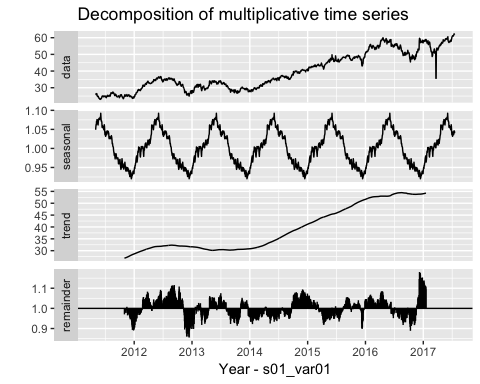 Decomposition of multiplicative time series
data
60
50
40
30
seasonal
1.10
1.05
1.00
0.95
trend
55
50
45
40
35
30
remainder
1.1
1.0
0.9
2012 2013 2014 2015 2016 2017
Year - s01_var01